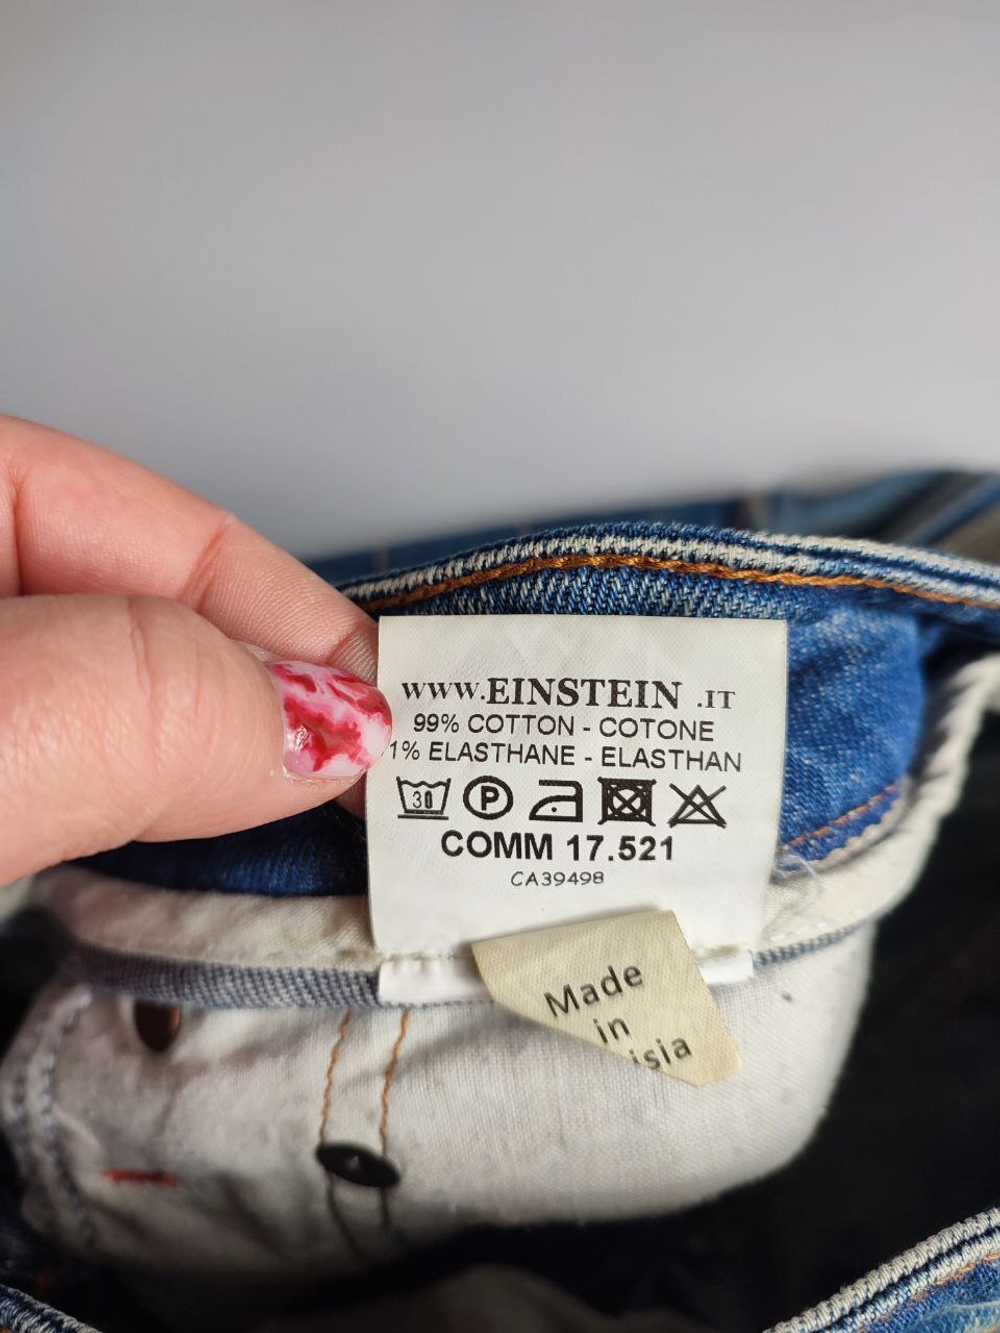 www.EINSTEIN .IT
99% COTTON - COTONE
1% ELASTHANE - ELASTHAN
30 P
COMM 17.521
CA39498
Made
in